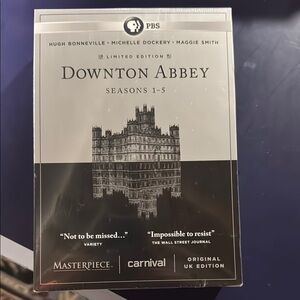 PBS
HUGH BONNEVILLE • MICHELLE DOCKERY • MAGGIE SMITH
LIMITED EDITION
DOWNTON ABBEY
SEASONS 1–5
"Not to be missed..." "Impossible to resist"
VARIETY THE WALL STREET JOURNAL
MASTERPIECE. carnival ORIGINAL
UK EDITION